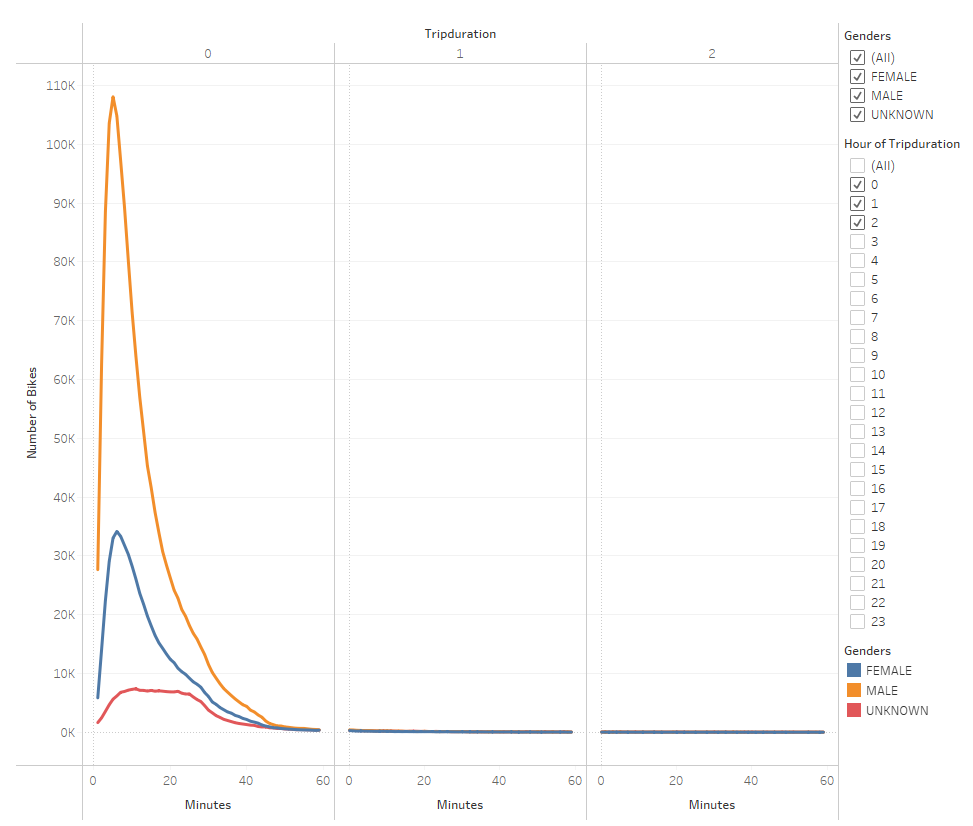 Tripduration
0 1 2
110K
100K
90K
80K
70K
60K
50K
40K
30K
20K
10K
0K
Number of Bikes
0 20 40 60 0 20 40 60 0 20 40 60
Minutes Minutes Minutes
Genders
(All)
FEMALE
MALE
UNKNOWN
Hour of Tripduration
(All)
0
1
2
3
4
5
6
7
8
9
10
11
12
13
14
15
16
17
18
19
20
21
22
23
Genders
FEMALE
MALE
UNKNOWN